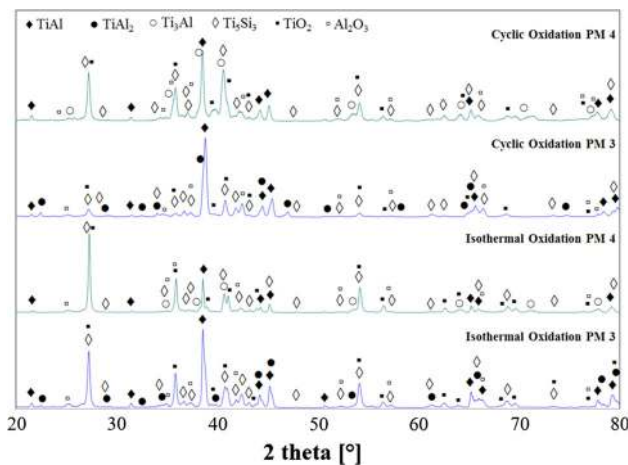 ◆ TiAl ● TiAl₂ ○ Ti₃Al ◇ Ti₅Si₃ ▪ TiO₂ ▫ Al₂O₃
Cyclic Oxidation PM 4
Cyclic Oxidation PM 3
Isothermal Oxidation PM 4
Isothermal Oxidation PM 3
20 30 40 50 60 70 80
2 theta [°]